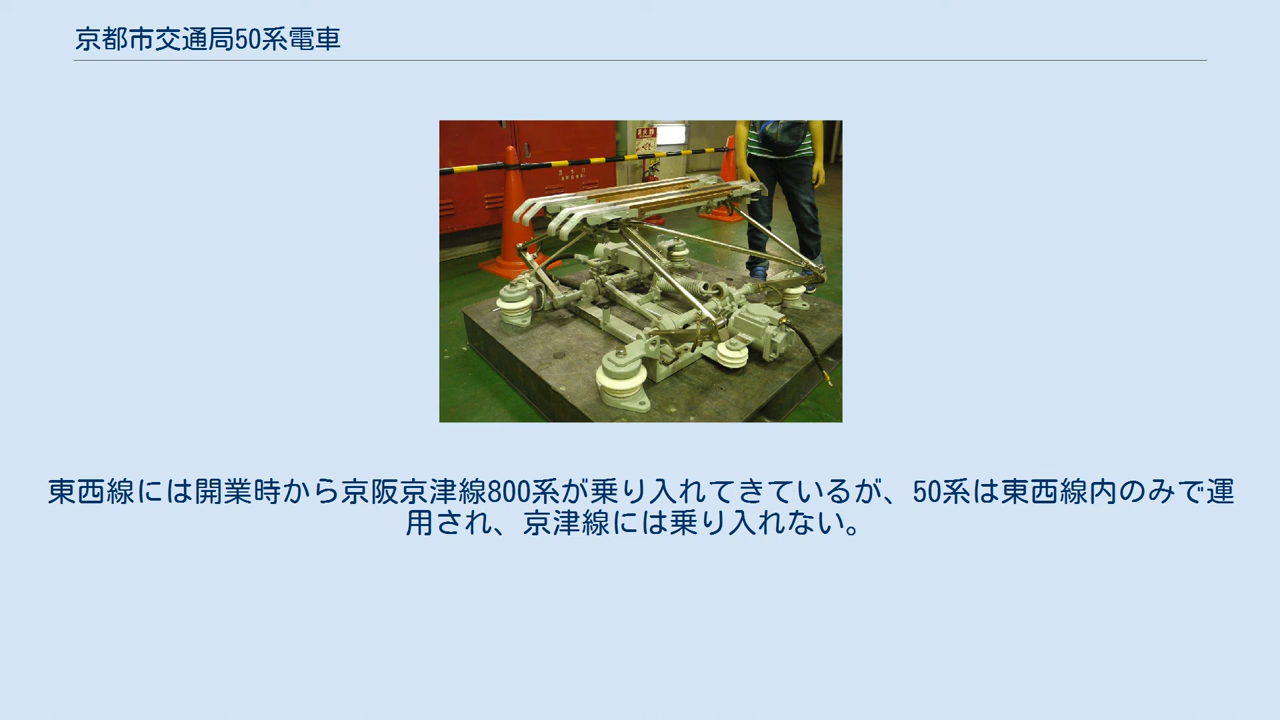 京都市交通局50系電車
東西線には開業時から京阪京津線800系が乗り入れてきているが、50系は東西線内のみで運
用され、京津線には乗り入れない。